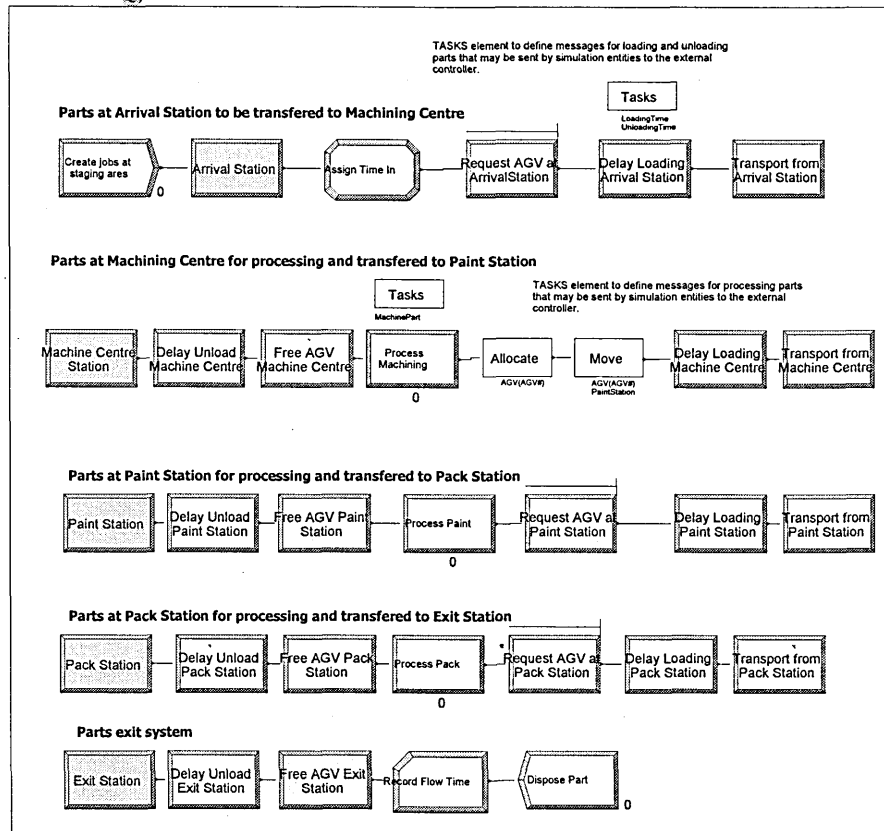 TASKS element to define messages for loading and unloading
parts that may be sent by simulation entities to the external
controller.
Tasks
LoadingTime
UnloadingTime
Parts at Arrival Station to be transfered to Machining Centre
Create jobs at
staging area
0
Arrival Station
Assign Time In
Request AGV at
ArrivalStation
Delay Loading
Arrival Station
Transport from
Arrival Station
Parts at Machining Centre for processing and transfered to Paint Station
Tasks
MachinePart
TASKS element to define messages for processing parts
that may be sent by simulation entities to the external
controller.
Machine Centre
Station
Delay Unload
Machine Centre
Free AGV
Machine Centre
Process
Machining
0
Allocate
AGV(AGV#)
Move
AGV(AGV#)
PaintStation
Delay Loading
Machine Centre
Transport from
Machine Centre
Parts at Paint Station for processing and transfered to Pack Station
Paint Station
Delay Unload
Paint Station
Free AGV Paint
Station
Process Paint
0
Request AGV at
Paint Station
Delay Loading
Paint Station
Transport from
Paint Station
Parts at Pack Station for processing and transfered to Exit Station
Pack Station
Delay Unload
Pack Station
Free AGV Pack
Station
Process Pack
0
Request AGV at
Pack Station
Delay Loading
Pack Station
Transport from
Pack Station
Parts exit system
Exit Station
Delay Unload
Exit Station
Free AGV Exit
Station
Record Flow Time
Dispose Part
0